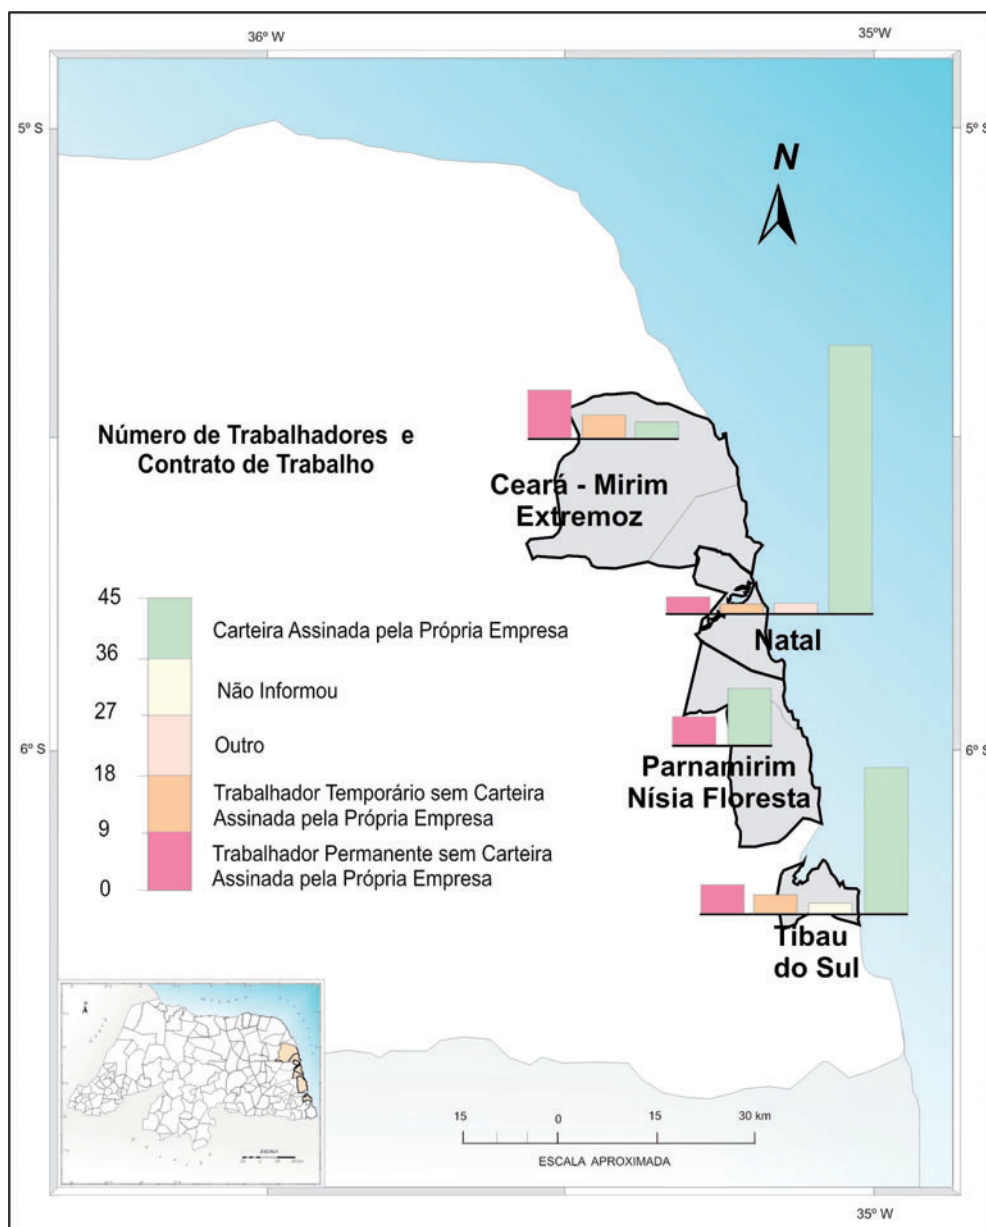 36º W
35ºW
5º S
5º S
N
Número de Trabalhadores e
Contrato de Trabalho
Ceará - Mirim
Extremoz
Natal
45
36
27
18
9
0
Carteira Assinada pela Própria Empresa
Não Informou
Outro
Trabalhador Temporário sem Carteira
Assinada pela Própria Empresa
Trabalhador Permanente sem Carteira
Assinada pela Própria Empresa
6º S
6º S
Parnamirim
Nísia Floresta
Tibau
do Sul
15
0
15
30 km
ESCALA APROXIMADA
ESCALA
35º W